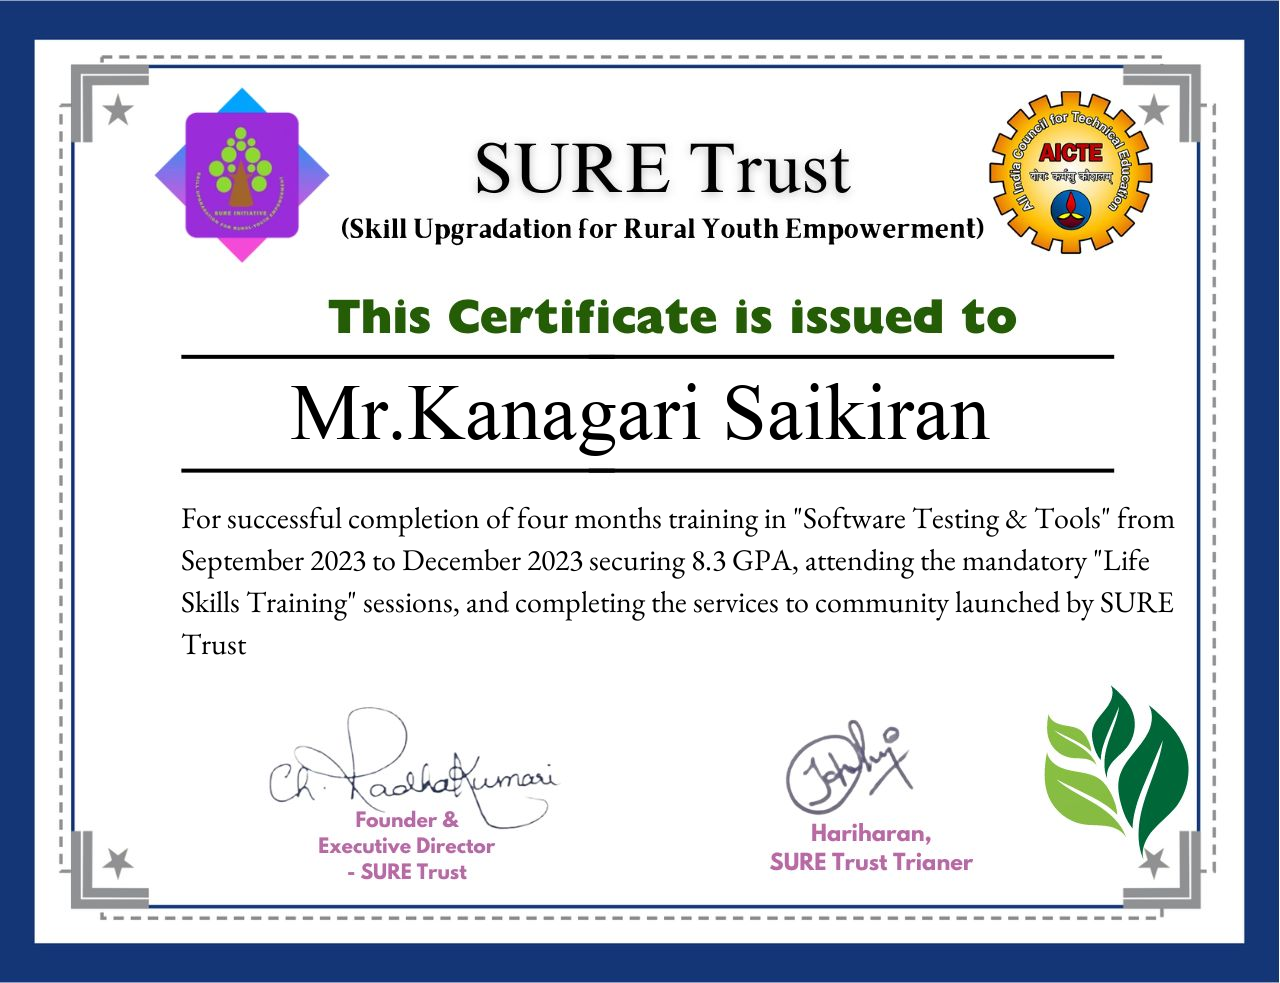 SURE Trust
(Skill Upgradation for Rural Youth Empowerment)
SURE INITIATIVE
SKILL UPGRADATION FOR RURAL-YOUTH EMPOWERMENT
All India Council for Technical Education
AICTE
योगः कर्मसु कौशलम्
This Certificate is issued to
Mr.Kanagari Saikiran
For successful completion of four months training in "Software Testing & Tools" from
September 2023 to December 2023 securing 8.3 GPA, attending the mandatory "Life
Skills Training" sessions, and completing the services to community launched by SURE
Trust
Ch. RadhaKumari
Founder &
Executive Director
- SURE Trust
Hariharan,
SURE Trust Trianer